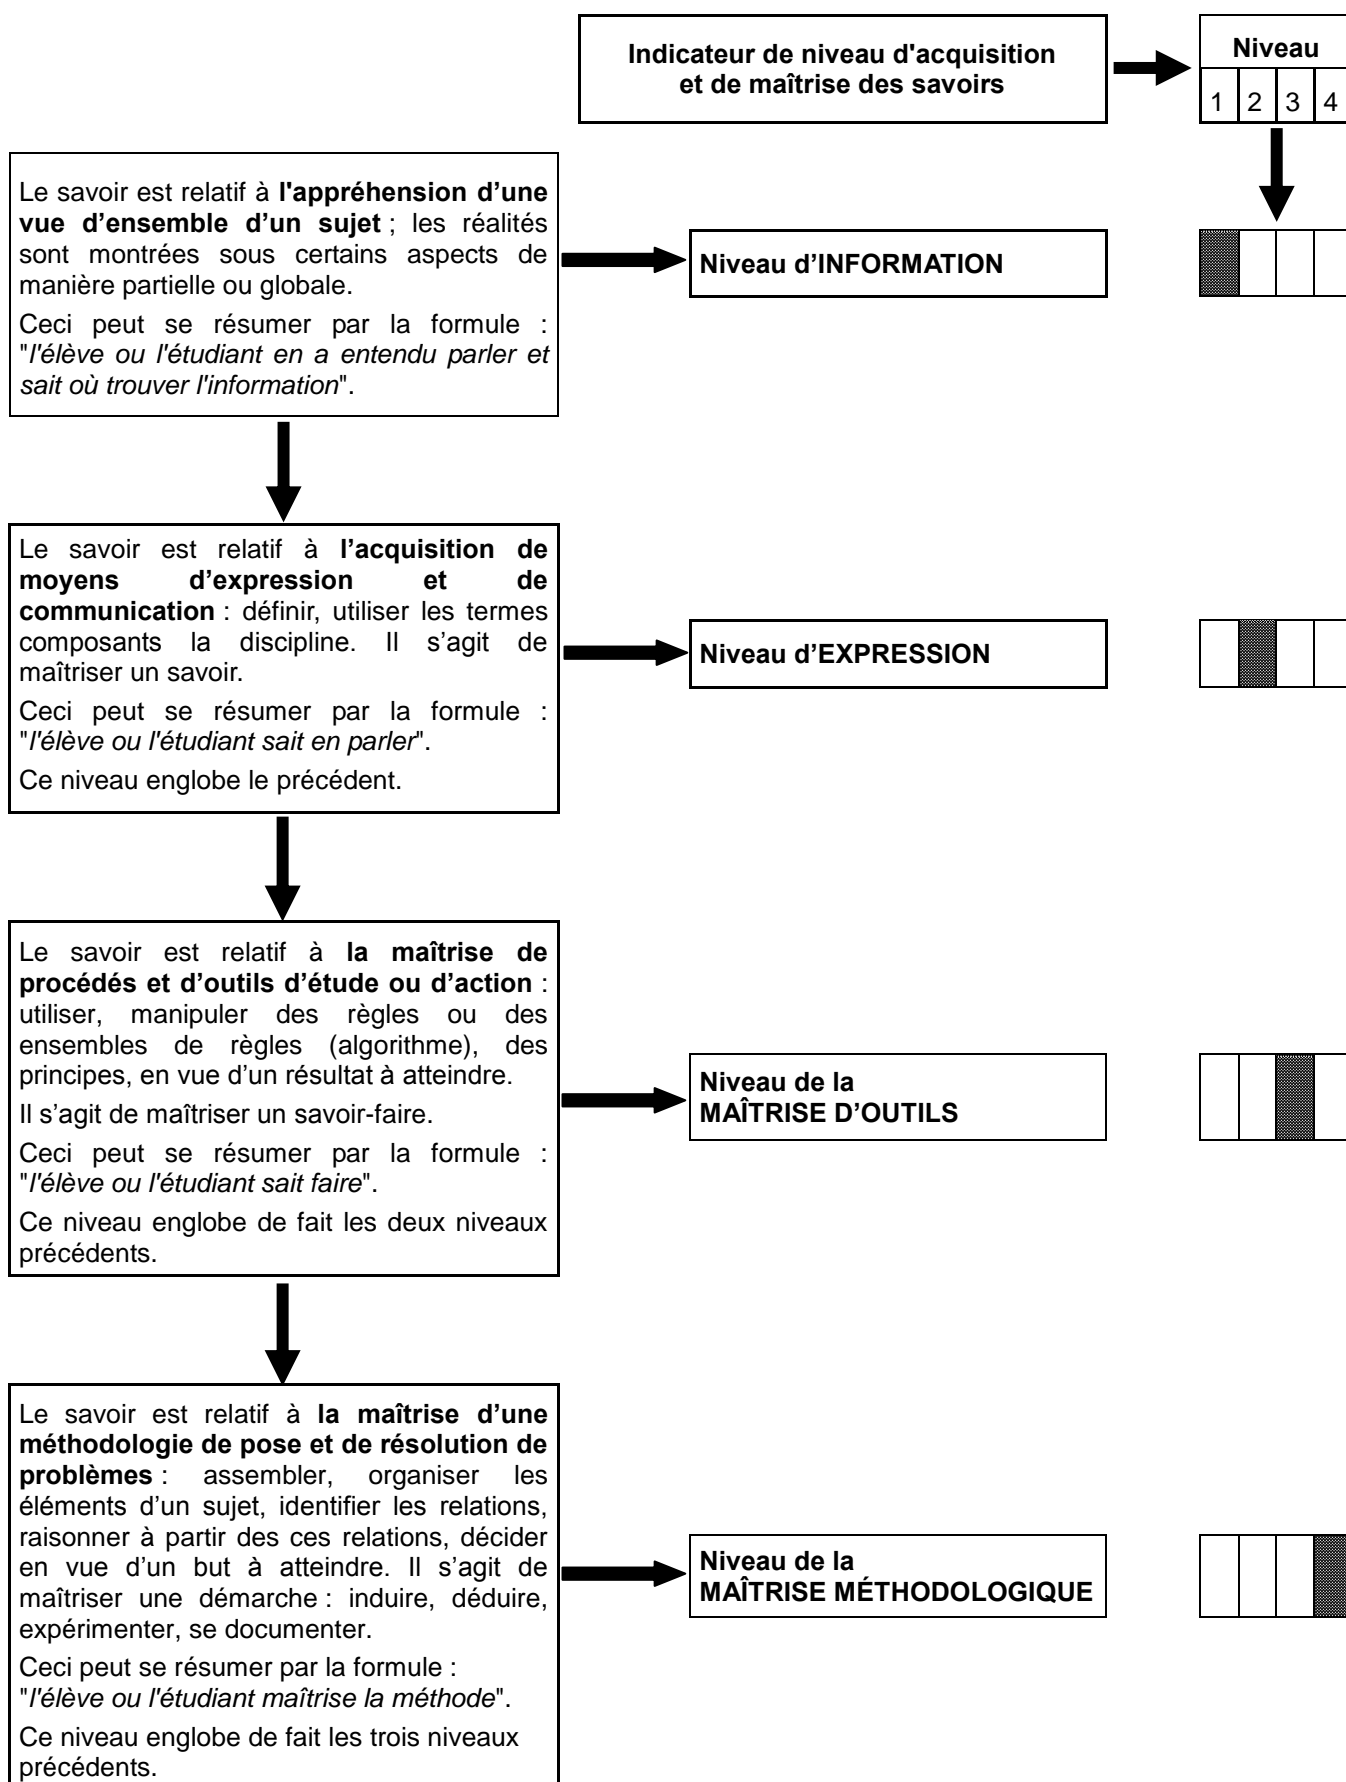 Indicateur de niveau d'acquisition
et de maîtrise des savoirs
Niveau
1 2 3 4
Le savoir est relatif à l'appréhension d’une
vue d’ensemble d’un sujet ; les réalités
sont montrées sous certains aspects de
manière partielle ou globale.
Ceci peut se résumer par la formule :
"l'élève ou l'étudiant en a entendu parler et
sait où trouver l'information".
Niveau d’INFORMATION
Le savoir est relatif à l’acquisition de
moyens d’expression et de
communication : définir, utiliser les termes
composants la discipline. Il s’agit de
maîtriser un savoir.
Ceci peut se résumer par la formule :
"l'élève ou l'étudiant sait en parler".
Ce niveau englobe le précédent.
Niveau d’EXPRESSION
Le savoir est relatif à la maîtrise de
procédés et d’outils d’étude ou d’action :
utiliser, manipuler des règles ou des
ensembles de règles (algorithme), des
principes, en vue d’un résultat à atteindre.
Il s’agit de maîtriser un savoir-faire.
Ceci peut se résumer par la formule :
"l'élève ou l'étudiant sait faire".
Ce niveau englobe de fait les deux niveaux
précédents.
Niveau de la
MAÎTRISE D’OUTILS
Le savoir est relatif à la maîtrise d’une
méthodologie de pose et de résolution de
problèmes : assembler, organiser les
éléments d’un sujet, identifier les relations,
raisonner à partir des ces relations, décider
en vue d’un but à atteindre. Il s’agit de
maîtriser une démarche : induire, déduire,
expérimenter, se documenter.
Ceci peut se résumer par la formule :
"l'élève ou l'étudiant maîtrise la méthode".
Ce niveau englobe de fait les trois niveaux
précédents.
Niveau de la
MAÎTRISE MÉTHODOLOGIQUE